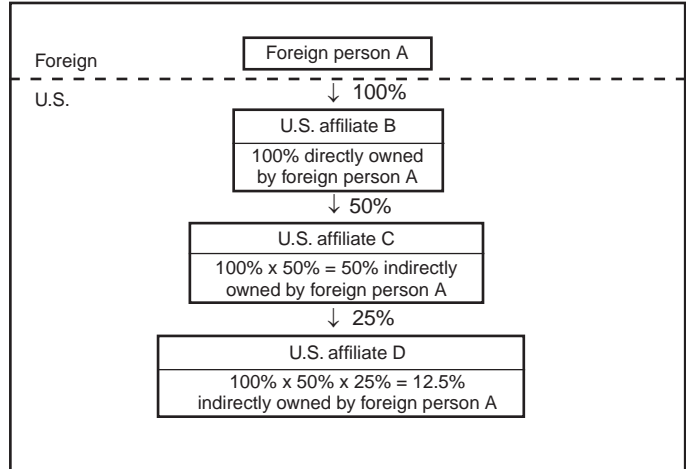 Foreign person A
Foreign
U.S.
↓ 100%
U.S. affiliate B
100% directly owned
by foreign person A
↓ 50%
U.S. affiliate C
100% x 50% = 50% indirectly
owned by foreign person A
↓ 25%
U.S. affiliate D
100% x 50% x 25% = 12.5%
indirectly owned by foreign person A